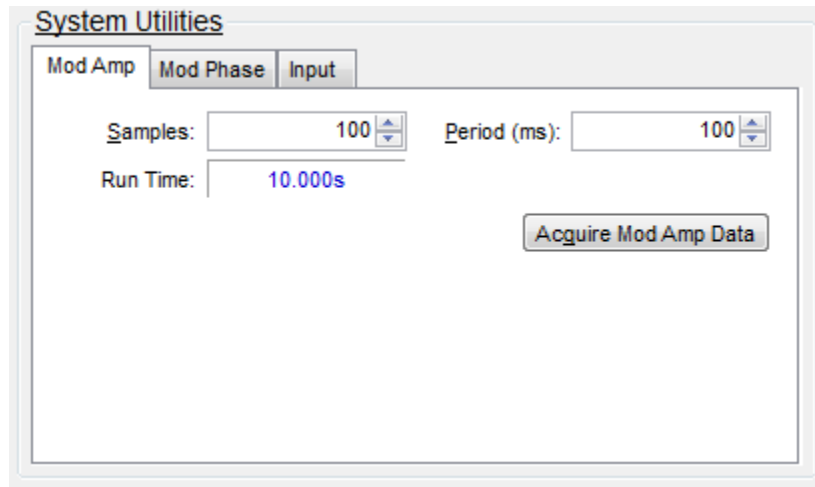 System Utilities
Mod Amp Mod Phase Input
Samples: 100 Period (ms): 100
Run Time: 10.000s
Acquire Mod Amp Data